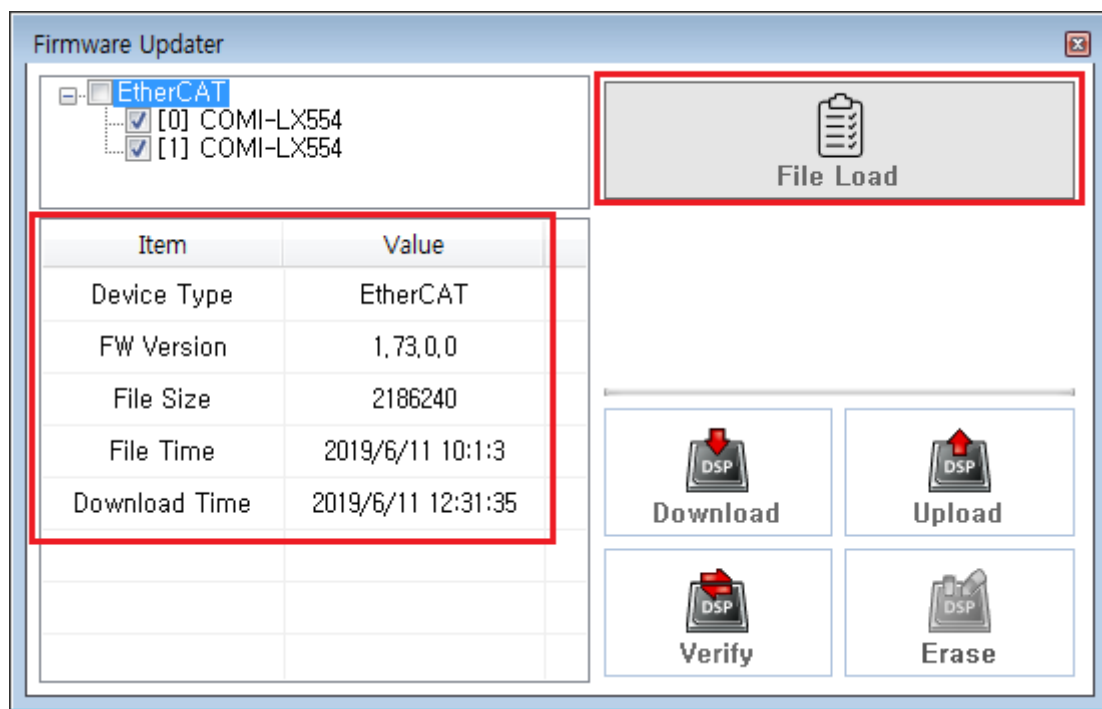 Firmware Updater
EtherCAT
[0] COMI-LX554
[1] COMI-LX554
File Load
Item Value
Device Type EtherCAT
FW Version 1,73,0,0
File Size 2186240
File Time 2019/6/11 10:1:3
Download Time 2019/6/11 12:31:35
DSP DSP
Download Upload
DSP DSP
Verify Erase